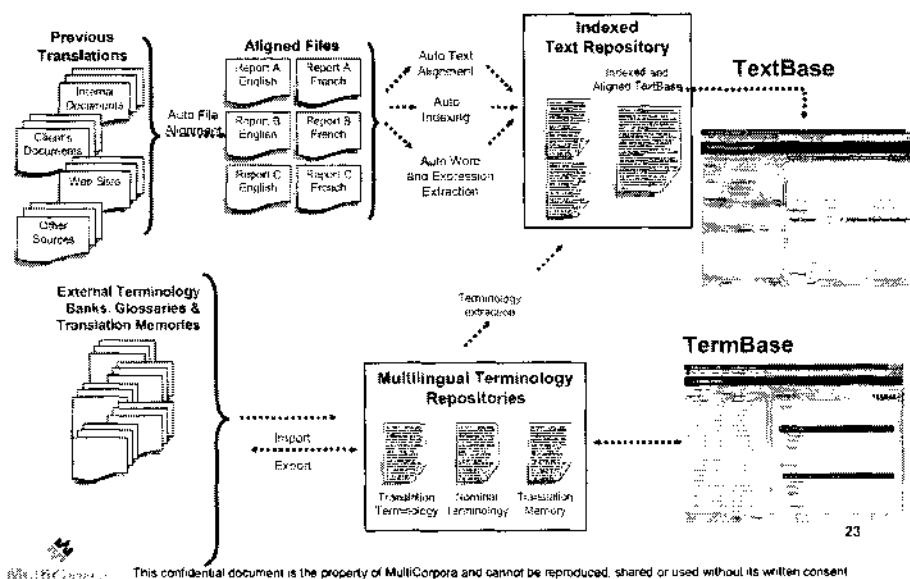 Previous
Translations
Internal
Documents
Client's
Documents
Web Sites
Other
Sources
Auto File
Alignment
Aligned Files
Report A
English
Report A
French
Report B
English
Report B
French
Report C
English
Report C
French
Auto Text
Alignment
Auto
Indexing
Auto Word
and Expression
Extraction
Indexed
Text Repository
Indexed and
Aligned TextBase
TextBase
External Terminology
Banks, Glossaries &
Translation Memories
Import
Export
Terminology
extraction
Multilingual Terminology
Repositories
Translation
Terminology
Nominal
Terminology
Translation
Memory
TermBase
23
MultiCorpora
This confidential document is the property of MultiCorpora and cannot be reproduced, shared or used without its written consent